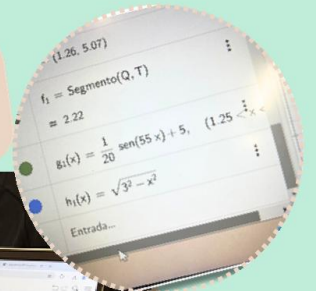 (1.26, 5.07)
f₁ = Segmento(Q, T)
≈ 2.22
g₁(x) = 1/20 sen(55 x) + 5, (1.25 < x <
h₁(x) = √(3² − x²)
Entrada...